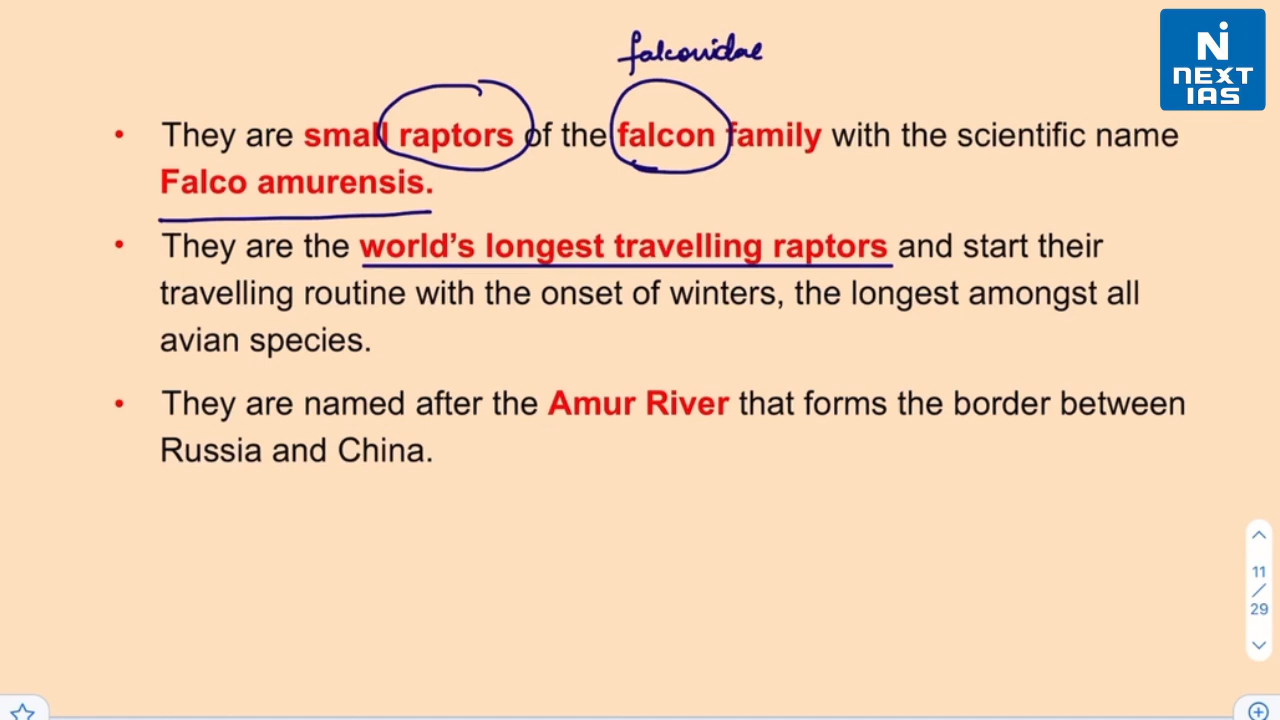 falconidae
NEXT
IAS
• They are small raptors of the falcon family with the scientific name
Falco amurensis.
• They are the world's longest travelling raptors and start their
travelling routine with the onset of winters, the longest amongst all
avian species.
• They are named after the Amur River that forms the border between
Russia and China.
11
/
29